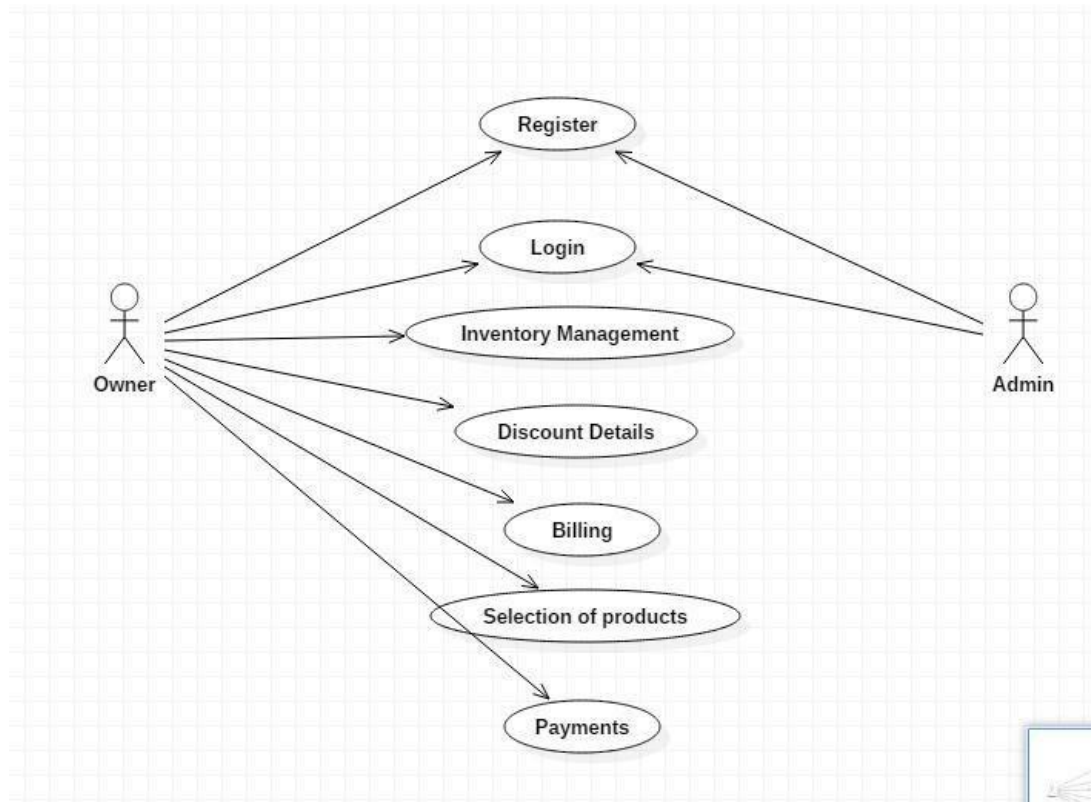 Register
Login
Inventory Management
Owner
Admin
Discount Details
Billing
Selection of products
Payments